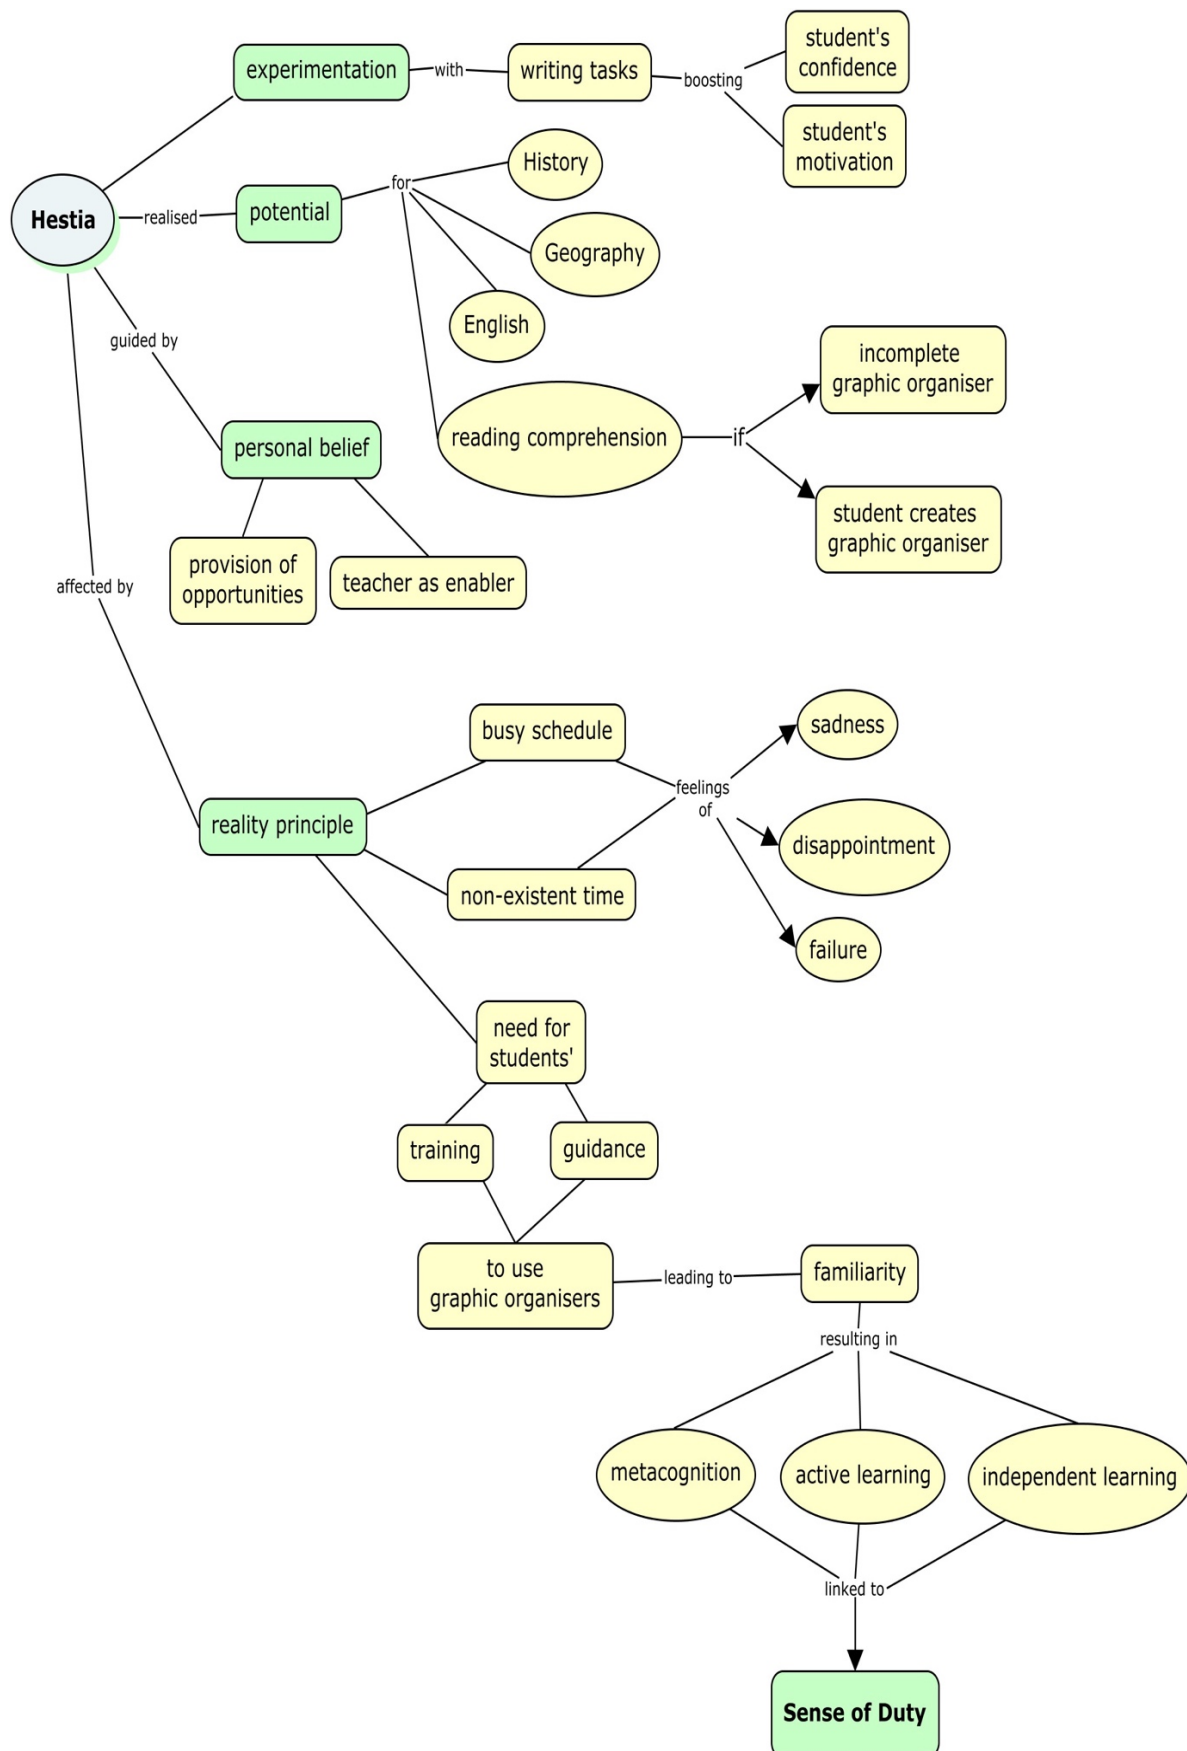 experimentation
with
writing tasks
boosting
student's
confidence
student's
motivation
Hestia
realised
potential
for
History
Geography
English
reading comprehension
if
incomplete
graphic organiser
student creates
graphic organiser
guided by
personal belief
provision of
opportunities
teacher as enabler
affected by
reality principle
busy schedule
non-existent time
feelings
of
sadness
disappointment
failure
need for
students'
training
guidance
to use
graphic organisers
leading to
familiarity
resulting in
metacognition
active learning
independent learning
linked to
Sense of Duty